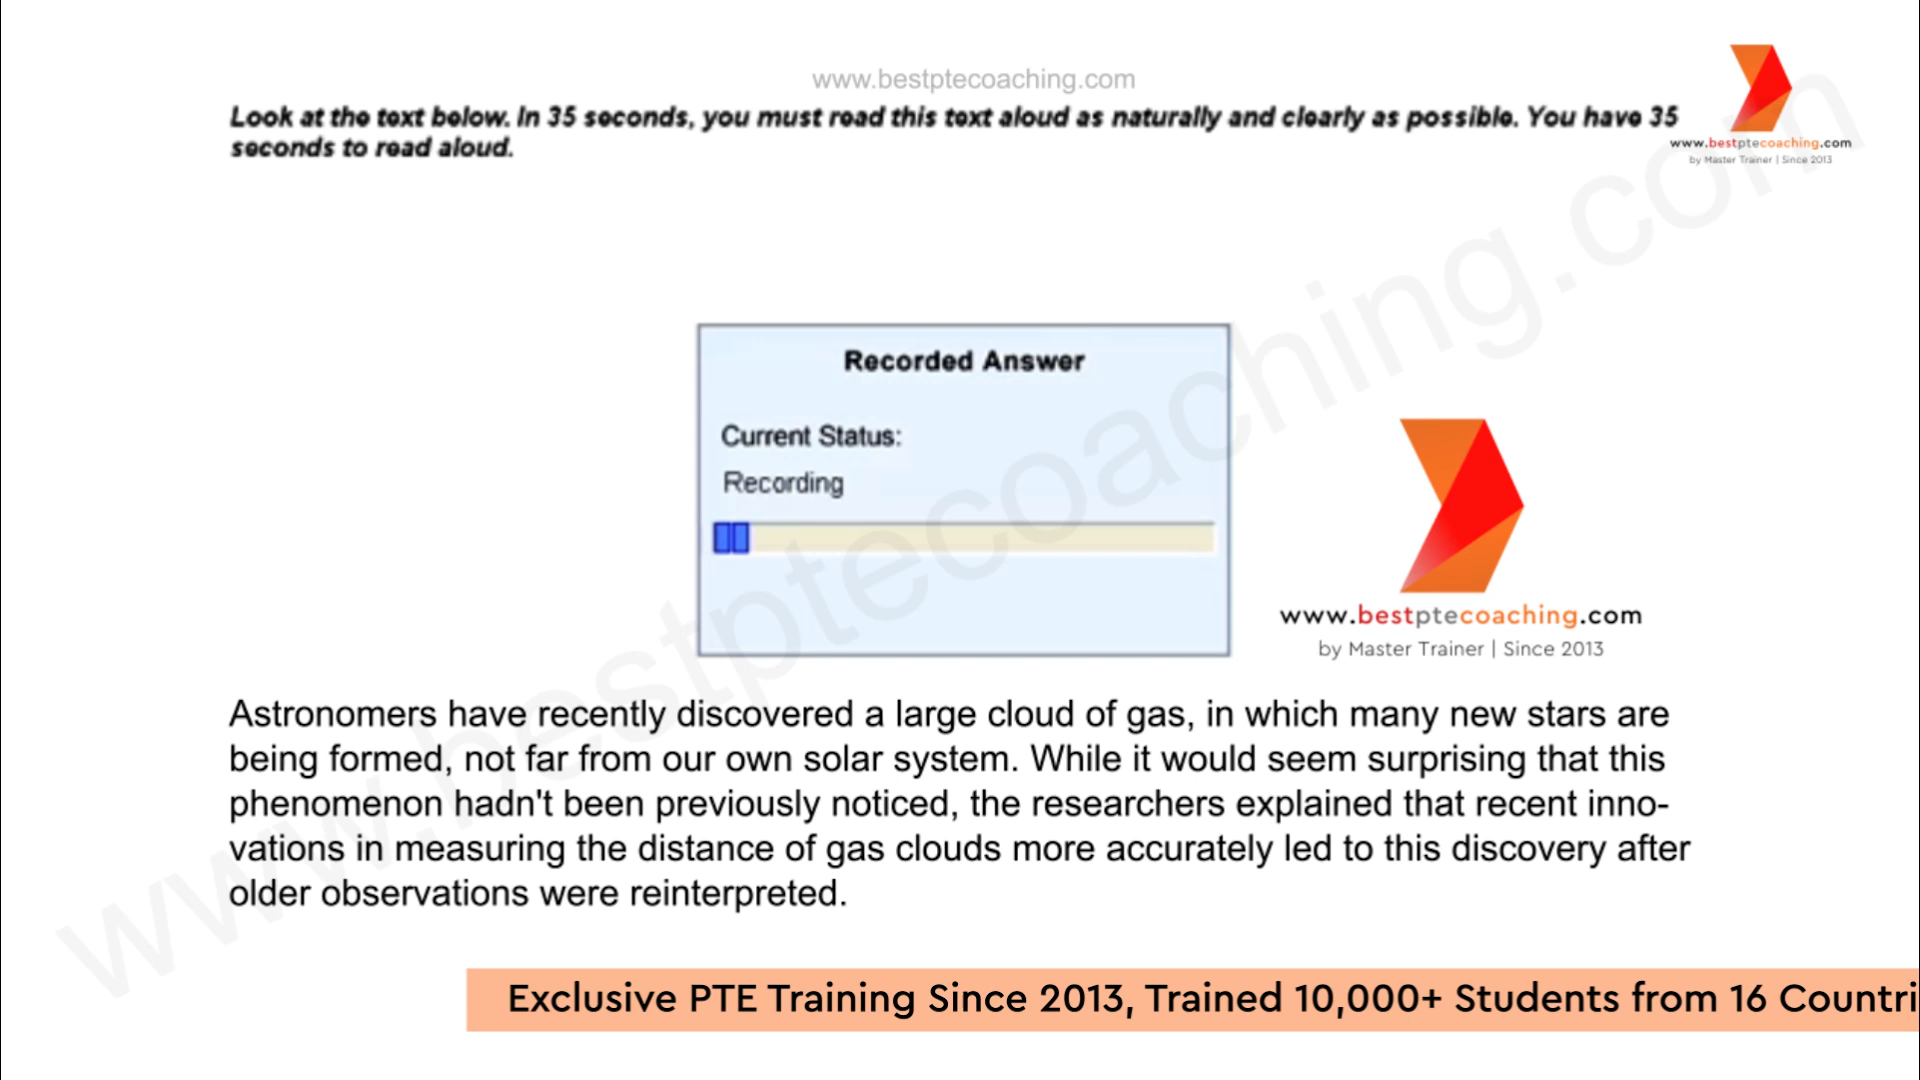 www.bestptecoaching.com
Look at the text below. In 35 seconds, you must read this text aloud as naturally and clearly as possible. You have 35
seconds to read aloud.
www.bestptecoaching.com
by Master Trainer | Since 2013
Recorded Answer
Current Status:
Recording
www.bestptecoaching.com
by Master Trainer | Since 2013
www.bestptecoaching.com
Astronomers have recently discovered a large cloud of gas, in which many new stars are
being formed, not far from our own solar system. While it would seem surprising that this
phenomenon hadn't been previously noticed, the researchers explained that recent inno-
vations in measuring the distance of gas clouds more accurately led to this discovery after
older observations were reinterpreted.
Exclusive PTE Training Since 2013, Trained 10,000+ Students from 16 Countri